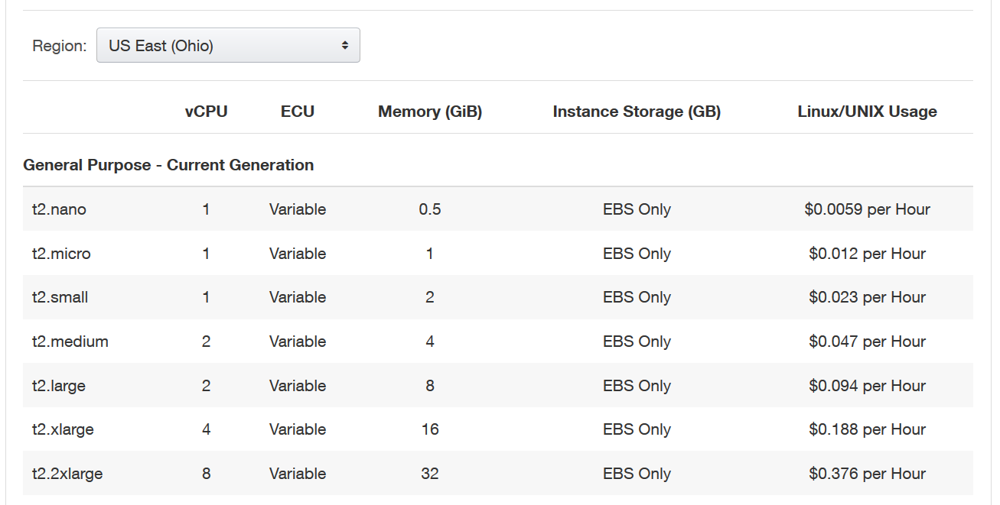 Region: US East (Ohio)
vCPU ECU Memory (GiB) Instance Storage (GB) Linux/UNIX Usage
General Purpose - Current Generation
t2.nano 1 Variable 0.5 EBS Only $0.0059 per Hour
t2.micro 1 Variable 1 EBS Only $0.012 per Hour
t2.small 1 Variable 2 EBS Only $0.023 per Hour
t2.medium 2 Variable 4 EBS Only $0.047 per Hour
t2.large 2 Variable 8 EBS Only $0.094 per Hour
t2.xlarge 4 Variable 16 EBS Only $0.188 per Hour
t2.2xlarge 8 Variable 32 EBS Only $0.376 per Hour